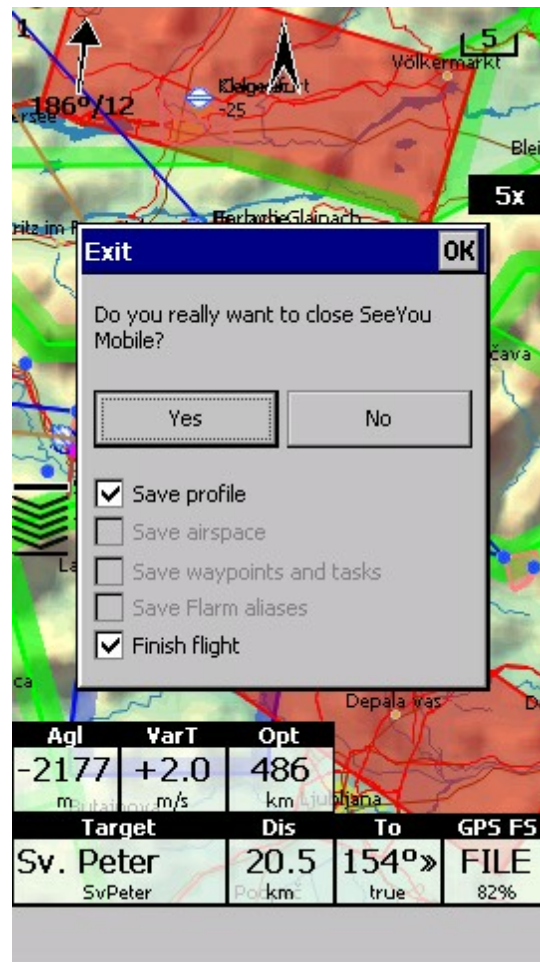 1
5
Völkermarkt
186º/12
-25
Blei
5x
Exit
OK
Do you really want to close SeeYou
Mobile?
čava
Yes
No
Save profile
Save airspace
Save waypoints and tasks
Save Flarm aliases
Finish flight
ca
Depala vas
Agl VarT Opt
-2177 +2.0 486
m m/s km
Target Dis To GPS FS
Sv. Peter 20.5 154º» FILE
SvPeter km true 82%